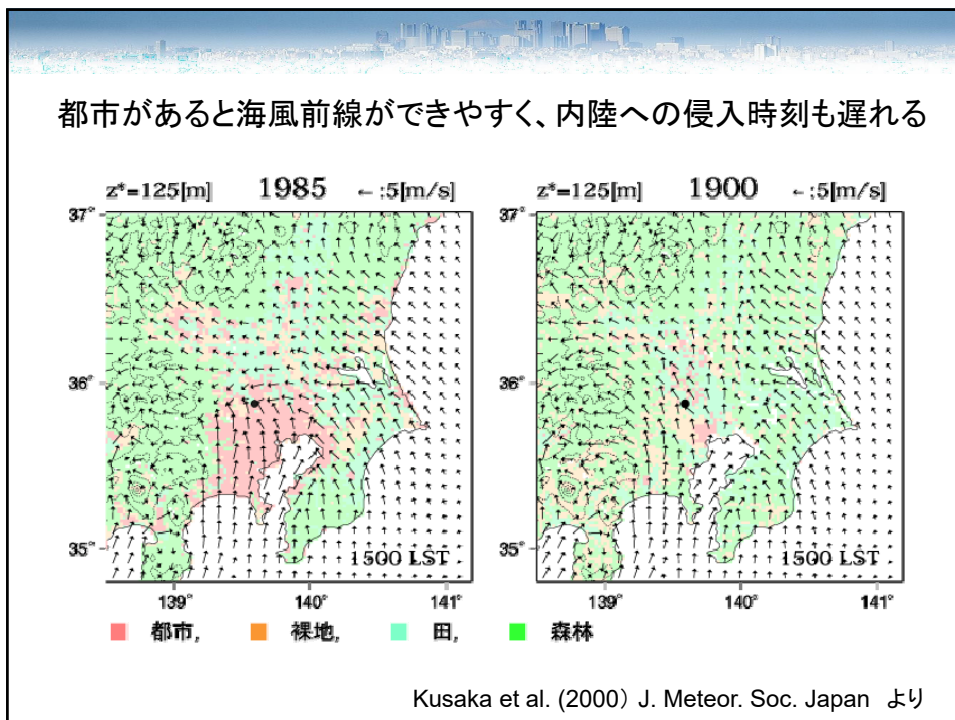 都市があると海風前線ができやすく、内陸への侵入時刻も遅れる
z*=125[m] 1985 ←:5[m/s]
z*=125[m] 1900 ←:5[m/s]
37°
36°
35°
1500 LST
139° 140° 141°
37°
36°
35°
1500 LST
139° 140° 141°
都市, 裸地, 田, 森林
Kusaka et al. (2000) J. Meteor. Soc. Japan より